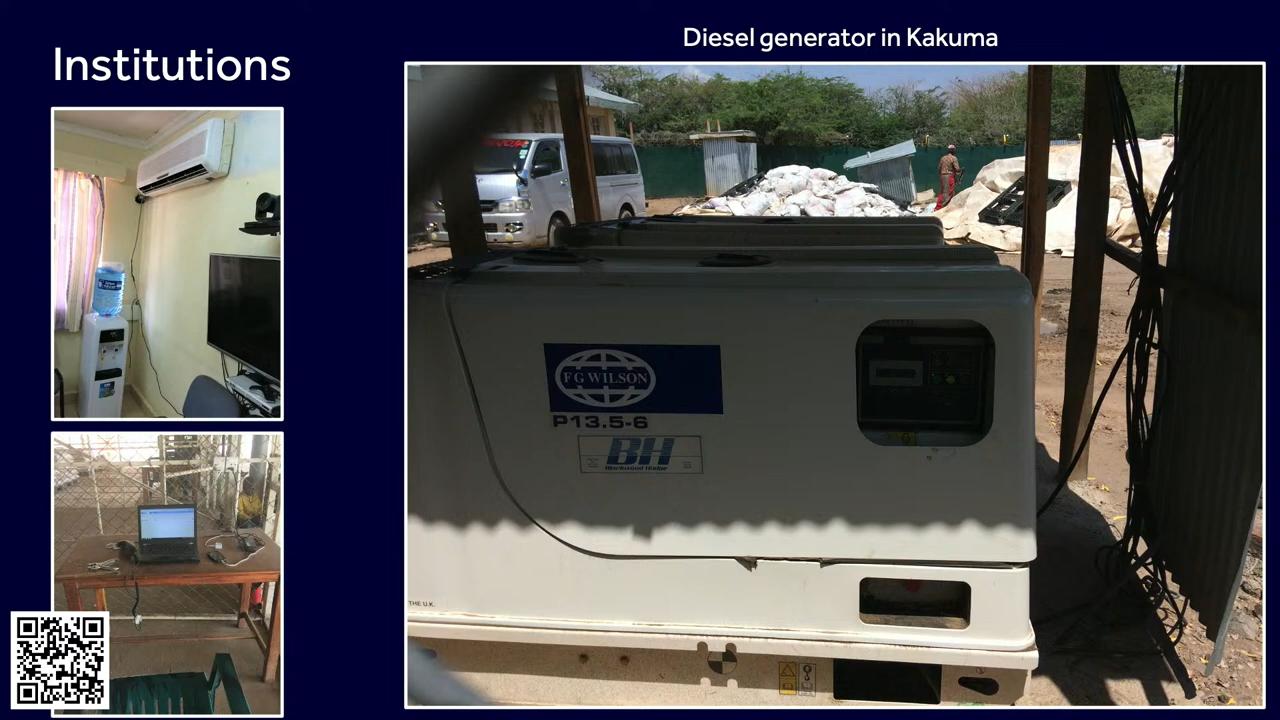 Institutions
Diesel generator in Kakuma
FG WILSON
P13.5-6
BH
Blackwood Hodge
THE U.K.